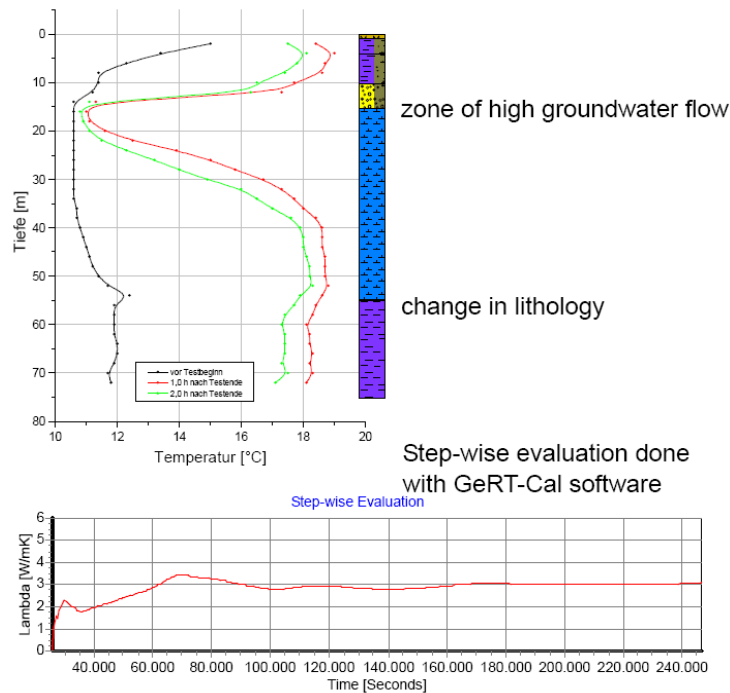 0
10
20
30
40
50
60
70
80
Tiefe [m]
10 12 14 16 18 20
Temperatur [°C]
vor Testbeginn
1,0 h nach Testende
2,0 h nach Testende
zone of high groundwater flow
change in lithology
Step-wise evaluation done
with GeRT-Cal software
Step-wise Evaluation
6
5
4
3
2
1
0
Lambda [W/mK]
40.000 60.000 80.000 100.000 120.000 140.000 160.000 180.000 200.000 220.000 240.000
Time [Seconds]